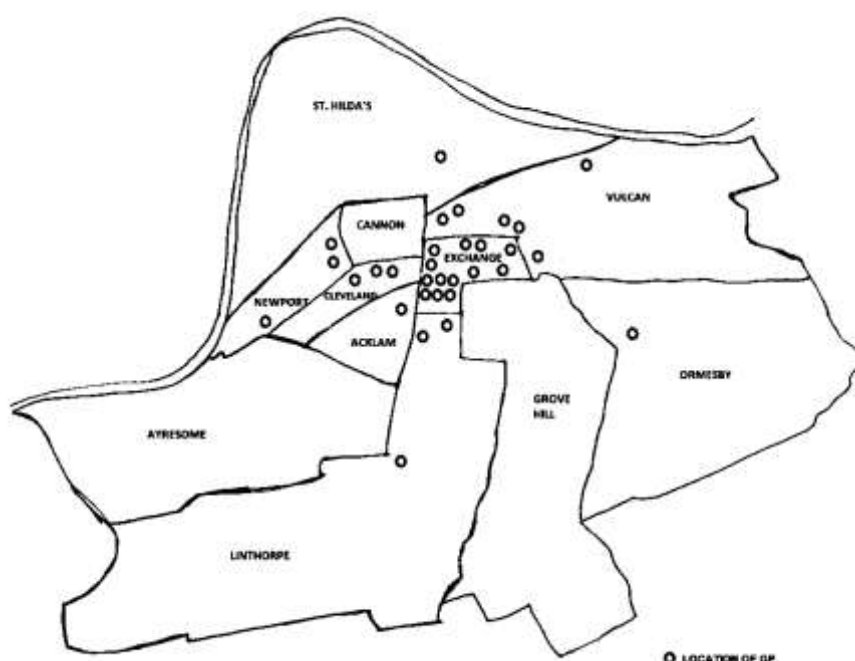 ST. HILDA'S
VULCAN
CANNON
EXCHANGE
NEWPORT
CLEVELAND
ACKLAM
ORMESBY
GROVE
HILL
AYRESOME
LINTHORPE
LOCATION OF GP